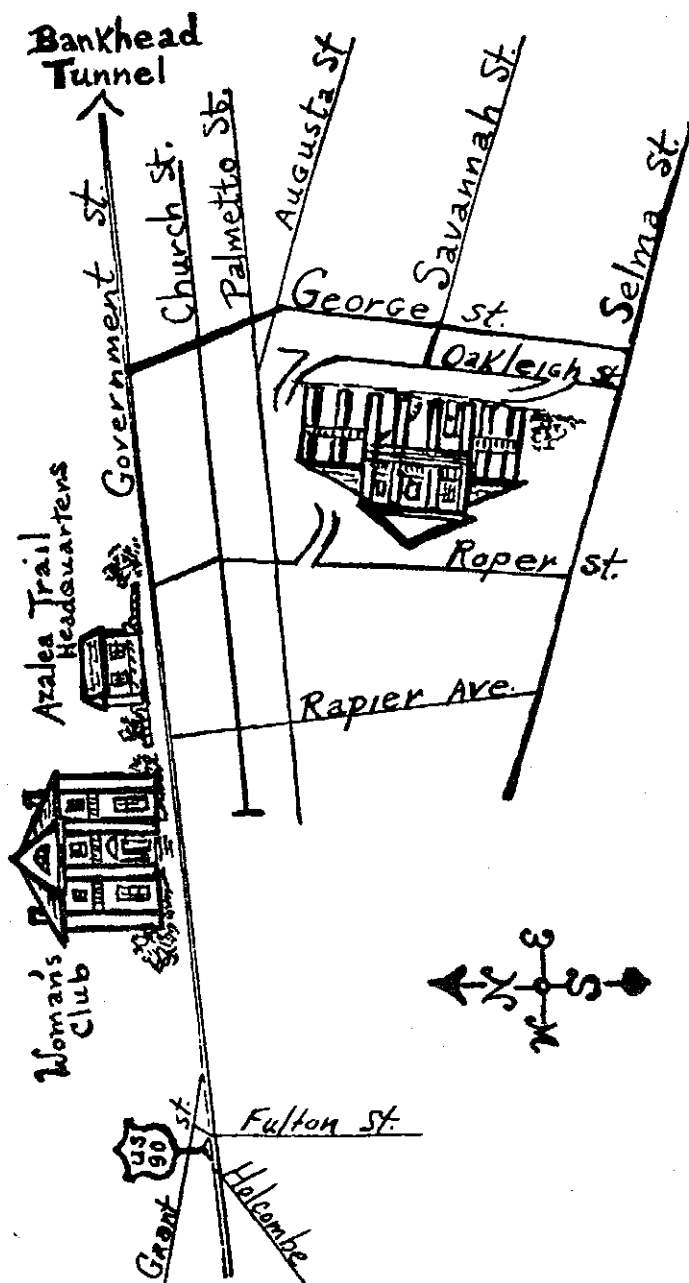 Bankhead
Tunnel
Government St.
Church St.
Palmetto St.
Augusta St
Savannah St.
Selma St.
George St.
Oakleigh St
Azalea Trail
Headquarters
Roper St.
Rapier Ave.
Woman's
Club
N
E
S
W
US
90
Grant St.
Fulton St.
Holcombe